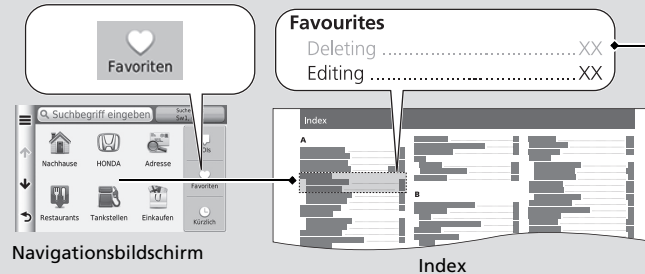 Favoriten
Favourites
Deleting ........................... XX
Editing ............................. XX
Suchbegriff eingeben
Suche
Nachhause
HONDA
Adresse
Favoriten
Restaurants
Tankstellen
Einkaufen
Kürzlich
Navigationsbildschirm
Index
A
B
Index